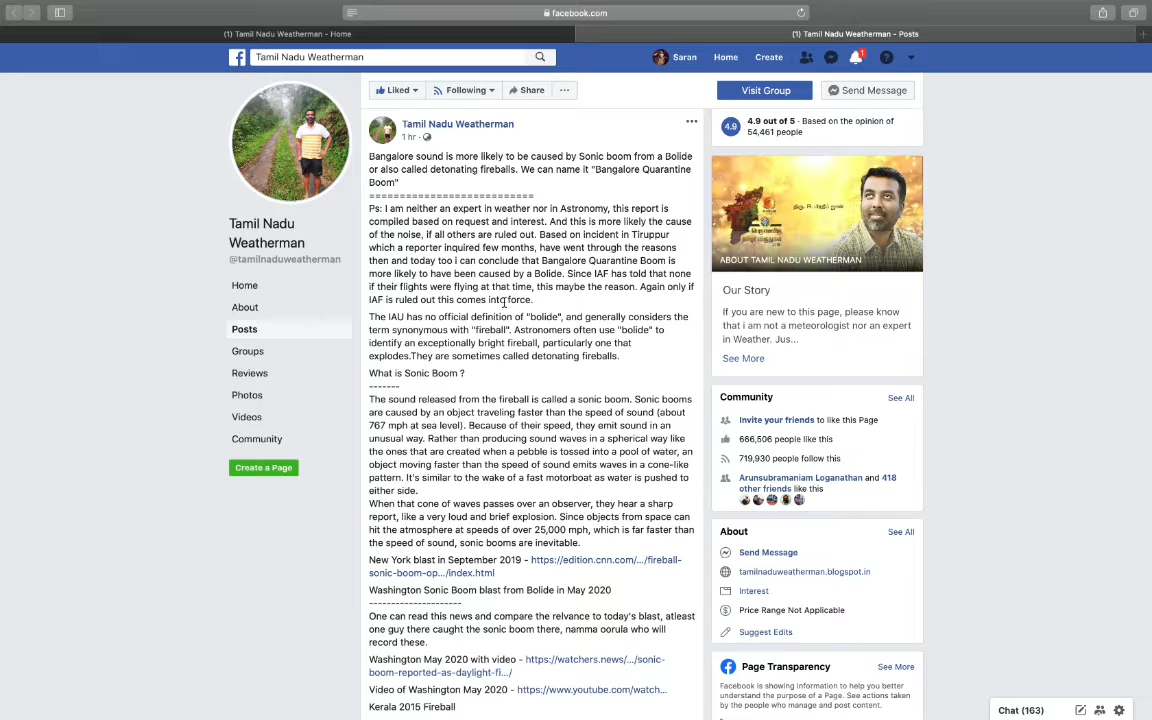 facebook.com
(1) Tamil Nadu Weatherman - Home
(1) Tamil Nadu Weatherman - Posts
Tamil Nadu Weatherman
Saran
Home
Create
1
Liked
Following
Share
Visit Group
Send Message
Tamil Nadu
Weatherman
@tamilnaduweatherman
Home
About
Posts
Groups
Reviews
Photos
Videos
Community
Create a Page
Tamil Nadu Weatherman
1 hr ·
Bangalore sound is more likely to be caused by Sonic boom from a Bolide
or also called detonating fireballs. We can name it "Bangalore Quarantine
Boom"
===========================
Ps: I am neither an expert in weather nor in Astronomy, this report is
compiled based on request and interest. And this is more likely the cause
of the noise, if all others are ruled out. Based on incident in Tiruppur
which a reporter inquired few months, have went through the reasons
then and today too i can conclude that Bangalore Quarantine Boom is
more likely to have been caused by a Bolide. Since IAF has told that none
if their flights were flying at that time, this maybe the reason. Again only if
IAF is ruled out this comes into force.
The IAU has no official definition of "bolide", and generally considers the
term synonymous with "fireball". Astronomers often use "bolide" to
identify an exceptionally bright fireball, particularly one that
explodes.They are sometimes called detonating fireballs.
What is Sonic Boom ?
-------
The sound released from the fireball is called a sonic boom. Sonic booms
are caused by an object traveling faster than the speed of sound (about
767 mph at sea level). Because of their speed, they emit sound in an
unusual way. Rather than producing sound waves in a spherical way like
the ones that are created when a pebble is tossed into a pool of water, an
object moving faster than the speed of sound emits waves in a cone-like
pattern. It's similar to the wake of a fast motorboat as water is pushed to
either side.
When that cone of waves passes over an observer, they hear a sharp
report, like a very loud and brief explosion. Since objects from space can
hit the atmosphere at speeds of over 25,000 mph, which is far faster than
the speed of sound, sonic booms are inevitable.
New York blast in September 2019 - https://edition.cnn.com/.../fireball-
sonic-boom-op.../index.html
Washington Sonic Boom blast from Bolide in May 2020
---------------------
One can read this news and compare the relvance to today's blast, atleast
one guy there caught the sonic boom there, namma oorula who will
record these.
Washington May 2020 with video - https://watchers.news/.../sonic-
boom-reported-as-daylight-fi.../
Video of Washington May 2020 - https://www.youtube.com/watch...
Kerala 2015 Fireball
4.9
4.9 out of 5 · Based on the opinion of
54,461 people
ABOUT TAMIL NADU WEATHERMAN
Our Story
If you are new to this page, please know
that i am not a meteorologist nor an expert
in Weather. Jus...
See More
Community
See All
Invite your friends to like this Page
666,506 people like this
719,930 people follow this
Arunsubramaniam Loganathan and 418
other friends like this
About
See All
Send Message
tamilnaduweatherman.blogspot.in
Interest
Price Range Not Applicable
Suggest Edits
Page Transparency
See More
Facebook is showing information to help you better
understand the purpose of a Page. See actions taken
by the people who manage and post content.
Chat (163)